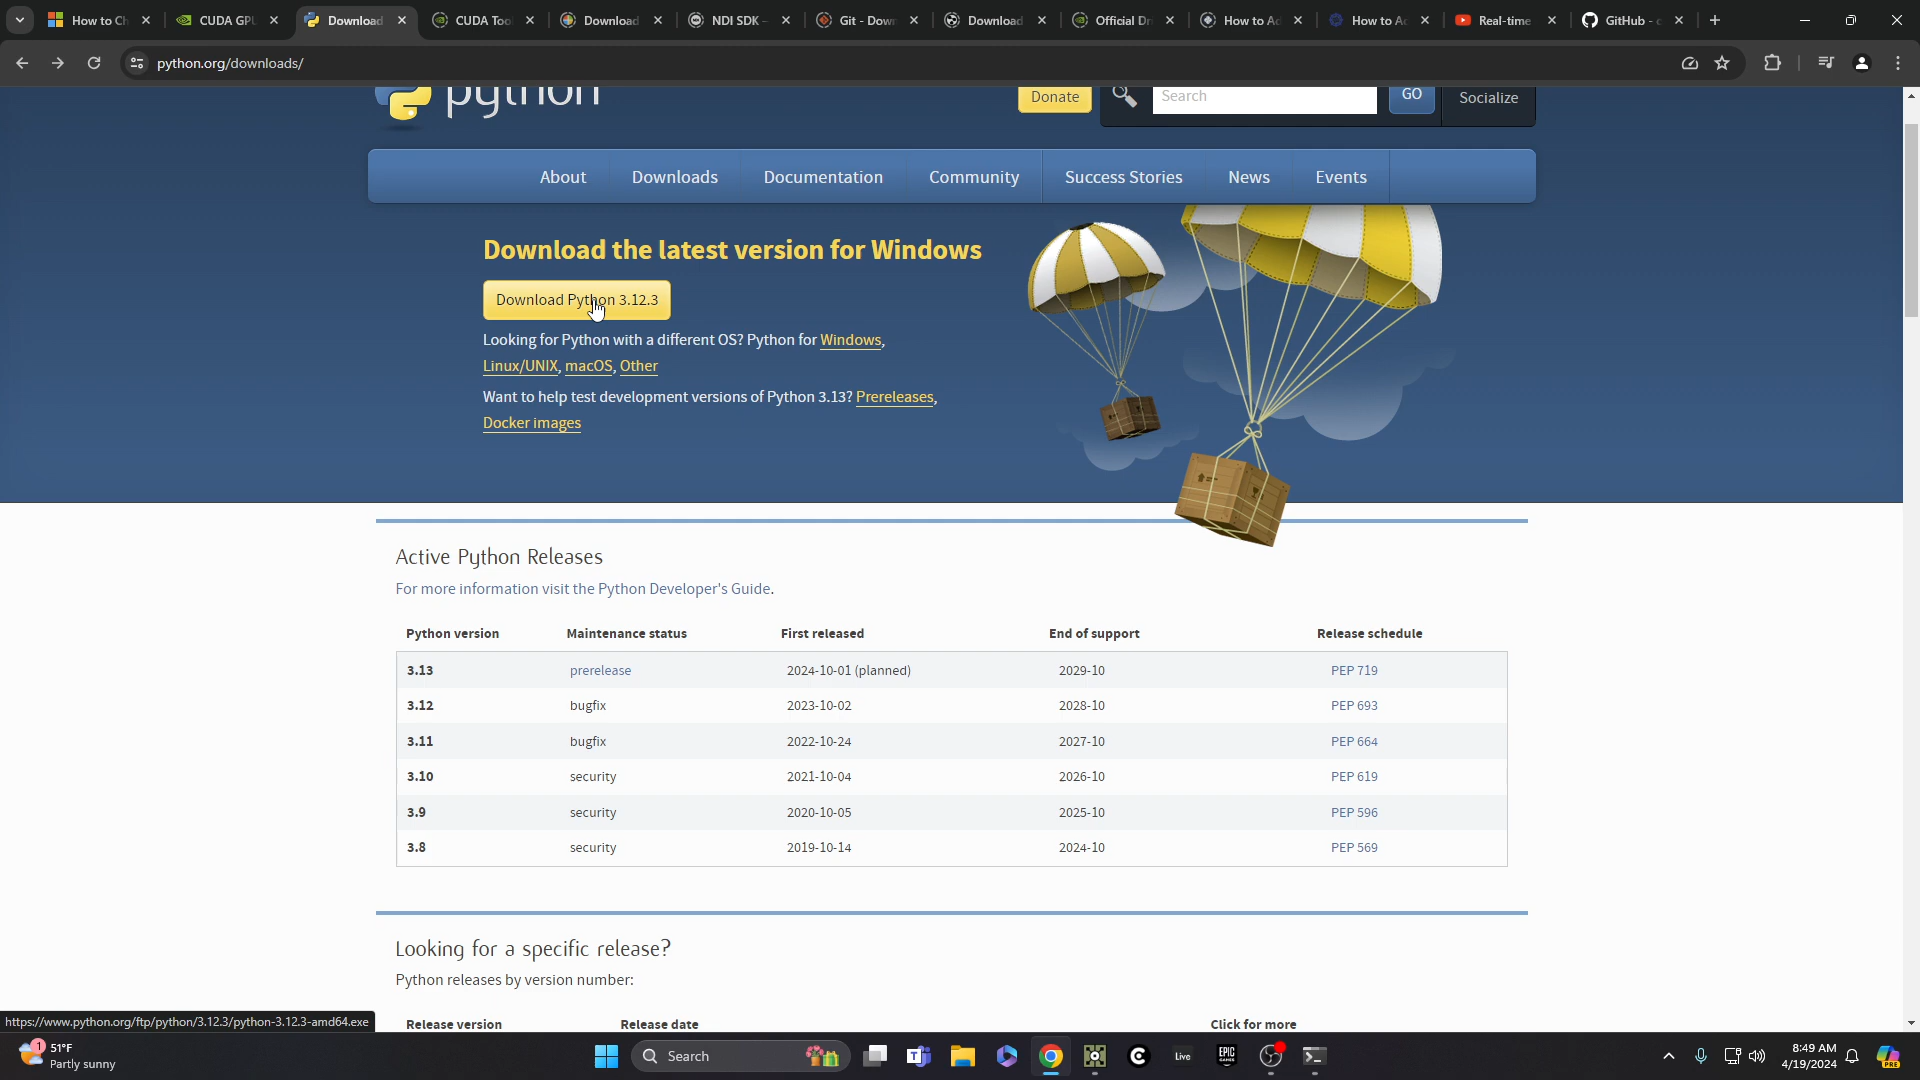 How to Ch
CUDA GPU
Download
CUDA Too
Download
NDI SDK -
Git - Down
Download
Official Dr
How to Ad
How to Ac
Real-time
GitHub - c
python.org/downloads/
python
Donate
Search
GO
Socialize
About
Downloads
Documentation
Community
Success Stories
News
Events
Download the latest version for Windows
Download Python 3.12.3
Looking for Python with a different OS? Python for Windows,
Linux/UNIX, macOS, Other
Want to help test development versions of Python 3.13? Prereleases,
Docker images
Active Python Releases
For more information visit the Python Developer's Guide.
Python version Maintenance status First released End of support Release schedule
3.13 prerelease 2024-10-01 (planned) 2029-10 PEP 719
3.12 bugfix 2023-10-02 2028-10 PEP 693
3.11 bugfix 2022-10-24 2027-10 PEP 664
3.10 security 2021-10-04 2026-10 PEP 619
3.9 security 2020-10-05 2025-10 PEP 596
3.8 security 2019-10-14 2024-10 PEP 569
Looking for a specific release?
Python releases by version number:
Release version Release date Click for more
https://www.python.org/ftp/python/3.12.3/python-3.12.3-amd64.exe
1
51°F
Partly sunny
Search
Live
EPIC
GAMES
8:49 AM
4/19/2024
PRE